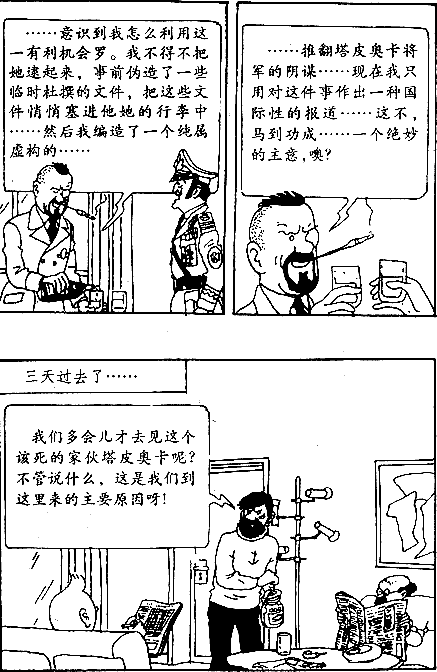 ……意识到我怎么利用这
一有利机会罗。我不得不把
她逮起来，事前伪造了一些
临时杜撰的文件，把这些文
件悄悄塞进他她的行李中
……然后我编造了一个纯属
虚构的……
……推翻塔皮奥卡将
军的阴谋……现在我只
用对这件事作出一种国
际性的报道……这不，
马到功成……一个绝妙
的主意，噢？
三天过去了……
我们多会儿才去见这个
该死的家伙塔皮奥卡呢？
不管说什么，这是我们到
这里来的主要原因呀！